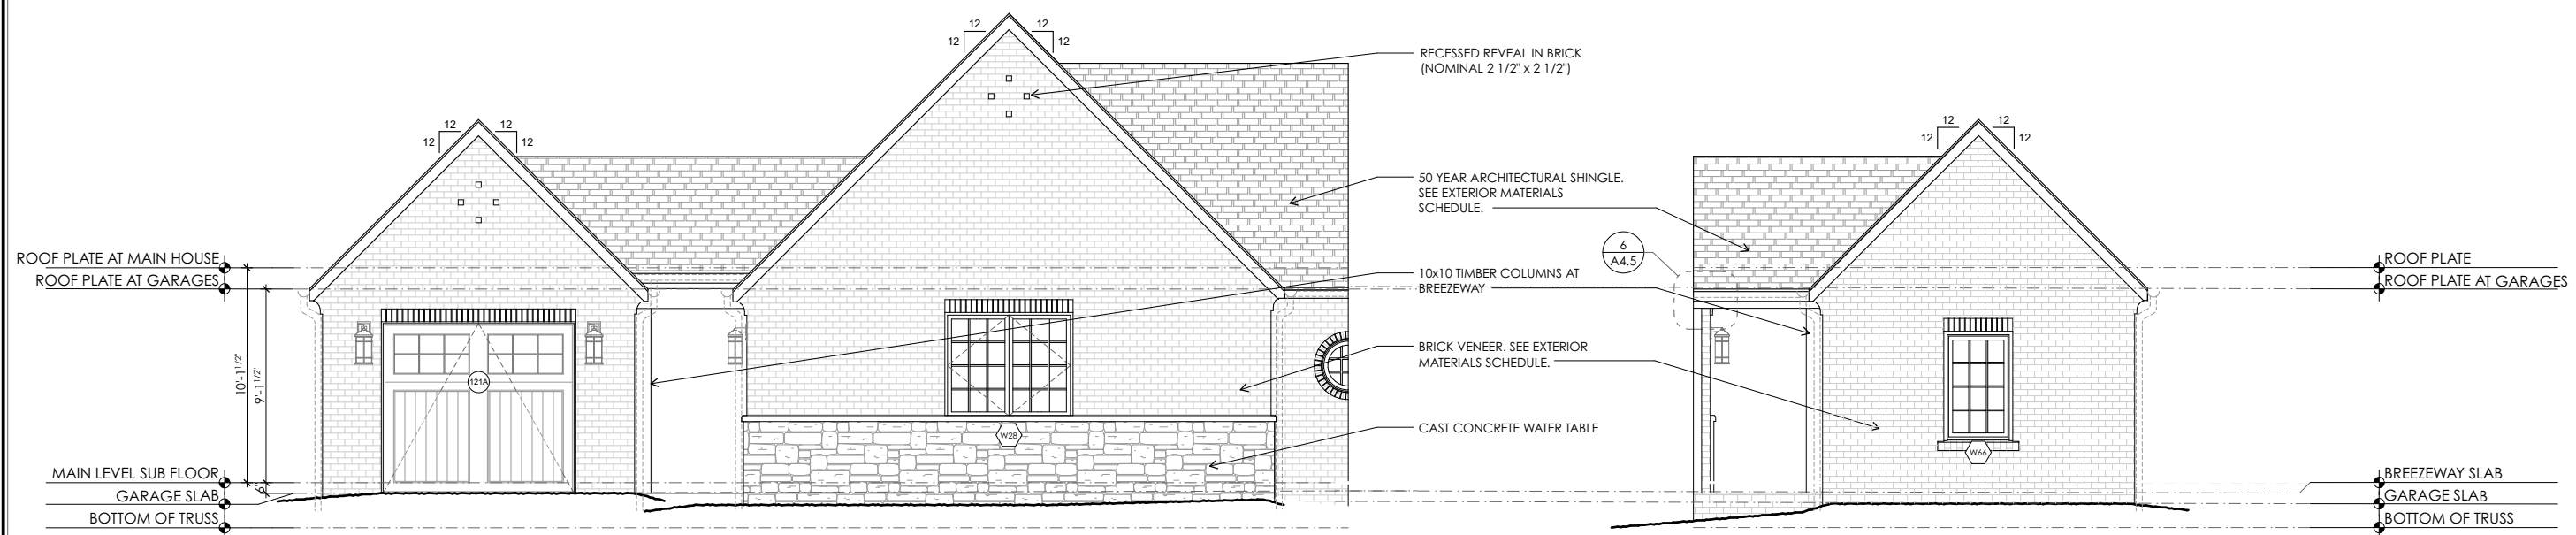 12 12
12 12
12 12
12 12
12 12
12 12
RECESSED REVEAL IN BRICK
(NOMINAL 2 1/2" x 2 1/2")
50 YEAR ARCHITECTURAL SHINGLE.
SEE EXTERIOR MATERIALS
SCHEDULE.
10x10 TIMBER COLUMNS AT
BREEZEWAY
BRICK VENEER. SEE EXTERIOR
MATERIALS SCHEDULE.
CAST CONCRETE WATER TABLE
6
A4.5
ROOF PLATE AT MAIN HOUSE
ROOF PLATE AT GARAGES
10'-1 1/2"
9'-1 1/2"
6"
MAIN LEVEL SUB FLOOR
GARAGE SLAB
BOTTOM OF TRUSS
121A
W28
W66
ROOF PLATE
ROOF PLATE AT GARAGES
BREEZEWAY SLAB
GARAGE SLAB
BOTTOM OF TRUSS